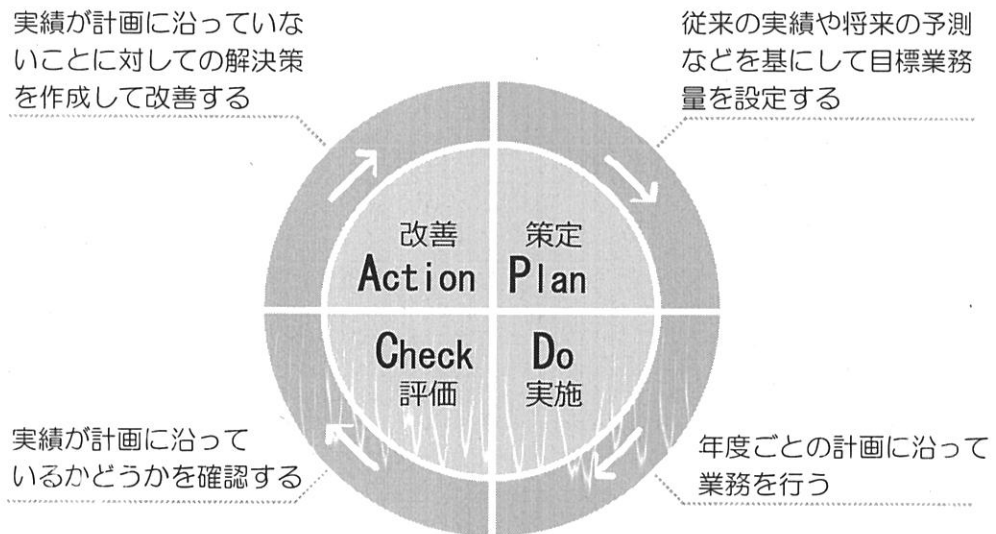 実績が計画に沿っていな
いことに対しての解決策
を作成して改善する
従来の実績や将来の予測
などを基にして目標業務
量を設定する
改善
Action
策定
Plan
Check
評価
Do
実施
実績が計画に沿って
いるかどうかを確認する
年度ごとの計画に沿って
業務を行う